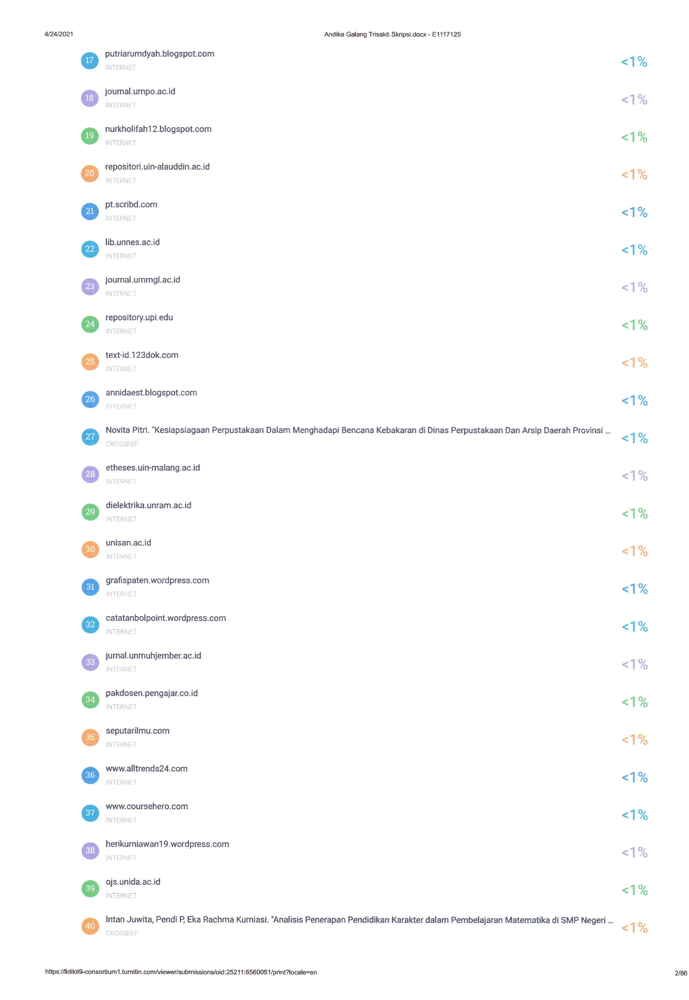 4/24/2021
Andika Galang Trisakti Skripsi.docx - E1117125
17
putriarumdyah.blogspot.com
INTERNET
<1%
18
journal.umpo.ac.id
INTERNET
<1%
19
nurkholifah12.blogspot.com
INTERNET
<1%
20
repositori.uin-alauddin.ac.id
INTERNET
<1%
21
pt.scribd.com
INTERNET
<1%
22
lib.unnes.ac.id
INTERNET
<1%
23
journal.ummgl.ac.id
INTERNET
<1%
24
repository.upi.edu
INTERNET
<1%
25
text-id.123dok.com
INTERNET
<1%
26
annidaest.blogspot.com
INTERNET
<1%
27
Novita Pitri. "Kesiapsiagaan Perpustakaan Dalam Menghadapi Bencana Kebakaran di Dinas Perpustakaan Dan Arsip Daerah Provinsi ...
CROSSREF
<1%
28
etheses.uin-malang.ac.id
INTERNET
<1%
29
dielektrika.unram.ac.id
INTERNET
<1%
30
unisan.ac.id
INTERNET
<1%
31
grafispaten.wordpress.com
INTERNET
<1%
32
catatanbolpoint.wordpress.com
INTERNET
<1%
33
jurnal.unmuhjember.ac.id
INTERNET
<1%
34
pakdosen.pengajar.co.id
INTERNET
<1%
35
seputarilmu.com
INTERNET
<1%
36
www.alltrends24.com
INTERNET
<1%
37
www.coursehero.com
INTERNET
<1%
38
herikurniawan19.wordpress.com
INTERNET
<1%
39
ojs.unida.ac.id
INTERNET
<1%
40
Intan Juwita, Pendi P, Eka Rachma Kurniasi. "Analisis Penerapan Pendidikan Karakter dalam Pembelajaran Matematika di SMP Negeri ...
CROSSREF
<1%
https://lldikti9-consortium1.turnitin.com/viewer/submissions/oid:25211:6560051/print?locale=en
2/86